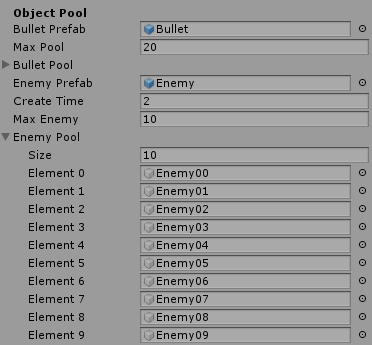 Object Pool
Bullet Prefab Bullet
Max Pool 20
Bullet Pool
Enemy Prefab Enemy
Create Time 2
Max Enemy 10
Enemy Pool
Size 10
Element 0 Enemy00
Element 1 Enemy01
Element 2 Enemy02
Element 3 Enemy03
Element 4 Enemy04
Element 5 Enemy05
Element 6 Enemy06
Element 7 Enemy07
Element 8 Enemy08
Element 9 Enemy09